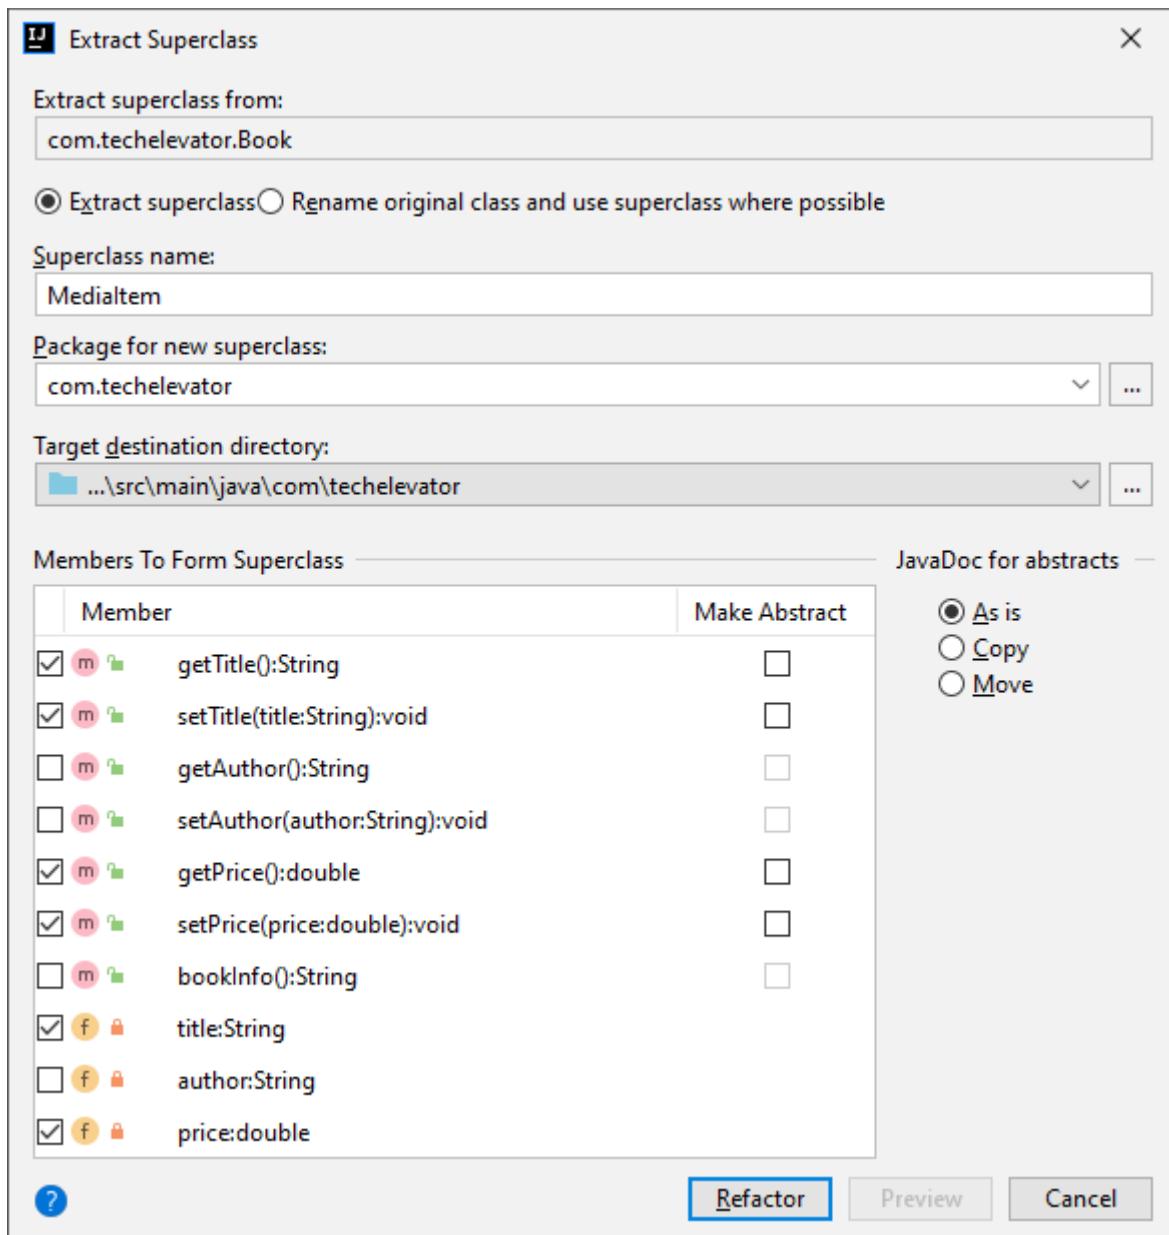 IJ Extract Superclass
Extract superclass from:
com.techelevator.Book
Extract superclass Rename original class and use superclass where possible
Superclass name:
MediaItem
Package for new superclass:
com.techelevator
...
Target destination directory:
...\src\main\java\com\techelevator
...
Members To Form Superclass
JavaDoc for abstracts
Member Make Abstract
As is
Copy
Move
m getTitle():String
m setTitle(title:String):void
m getAuthor():String
m setAuthor(author:String):void
m getPrice():double
m setPrice(price:double):void
m bookInfo():String
f title:String
f author:String
f price:double
? Refactor Preview Cancel